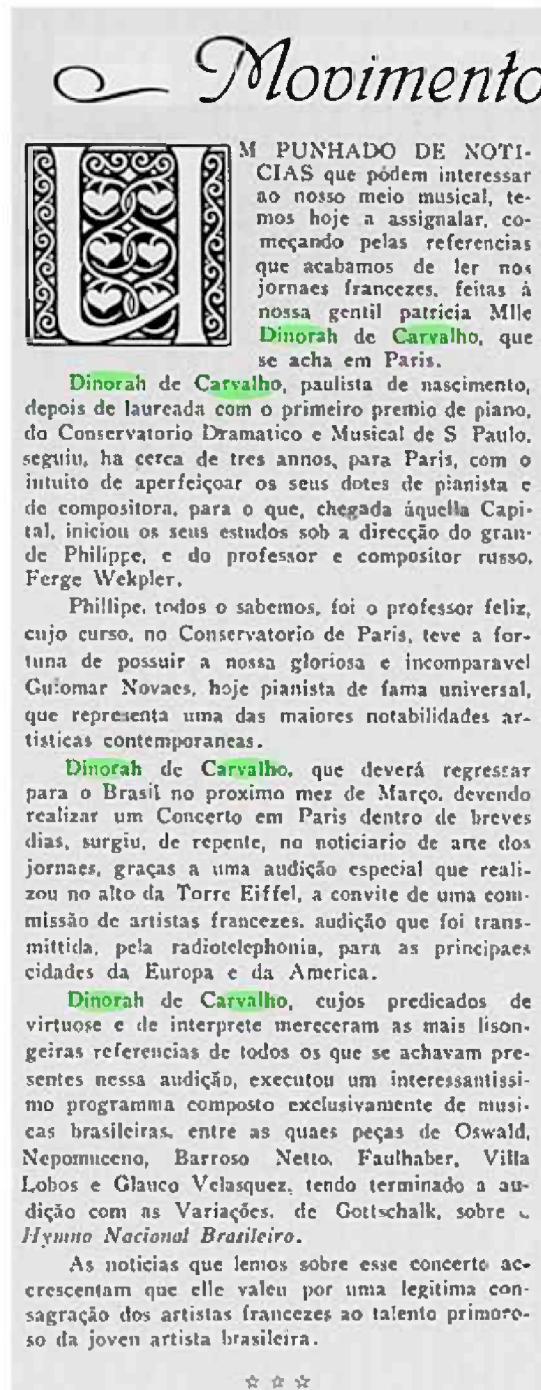 Movimento
UM PUNHADO DE NOTI-
CIAS que pódem interessar
ao nosso meio musical, te-
mos hoje a assignalar, co-
meçando pelas referencias
que acabamos de ler nos
jornaes francezes, feitas á
nossa gentil patricia Mlle
Dinorah de Carvalho, que
se acha em Paris.
Dinorah de Carvalho, paulista de nascimento,
depois de laureada com o primeiro premio de piano,
do Conservatorio Dramatico e Musical de S Paulo,
seguiu, ha cerca de tres annos, para Paris, com o
intuito de aperfeiçoar os seus dotes de pianista e
de compositora, para o que, chegada áquella Capi-
tal, iniciou os seus estudos sob a direcção do gran-
de Philippe, e do professor e compositor russo,
Ferge Wekpler.
Phillipe, todos o sabemos, foi o professor feliz,
cujo curso, no Conservatorio de Paris, teve a for-
tuna de possuir a nossa gloriosa e incomparavel
Guiomar Novaes, hoje pianista de fama universal,
que representa uma das maiores notabilidades ar-
tisticas contemporaneas.
Dinorah de Carvalho, que deverá regressar
para o Brasil no proximo mez de Março, devendo
realizar um Concerto em Paris dentro de breves
dias, surgiu, de repente, no noticiario de arte dos
jornaes, graças a uma audição especial que reali-
zou no alto da Torre Eiffel, a convite de uma com-
missão de artistas francezes, audição que foi trans-
mittida, pela radiotelephonia, para as principaes
cidades da Europa e da America.
Dinorah de Carvalho, cujos predicados de
virtuose e de interprete mereceram as mais lison-
geiras referencias de todos os que se achavam pre-
sentes nessa audição, executou um interessantissi-
mo programma composto exclusivamente de musi-
cas brasileiras, entre as quaes peças de Oswald,
Nepomuceno, Barroso Netto, Faulhaber, Villa
Lobos e Glauco Velasquez, tendo terminado a au-
dição com as Variações, de Gottschalk, sobre
Hymno Nacional Brasileiro.
As noticias que lemos sobre esse concerto ac-
crescentam que elle valeu por uma legitima con-
sagração dos artistas francezes ao talento primoro-
so da joven artista brasileira.